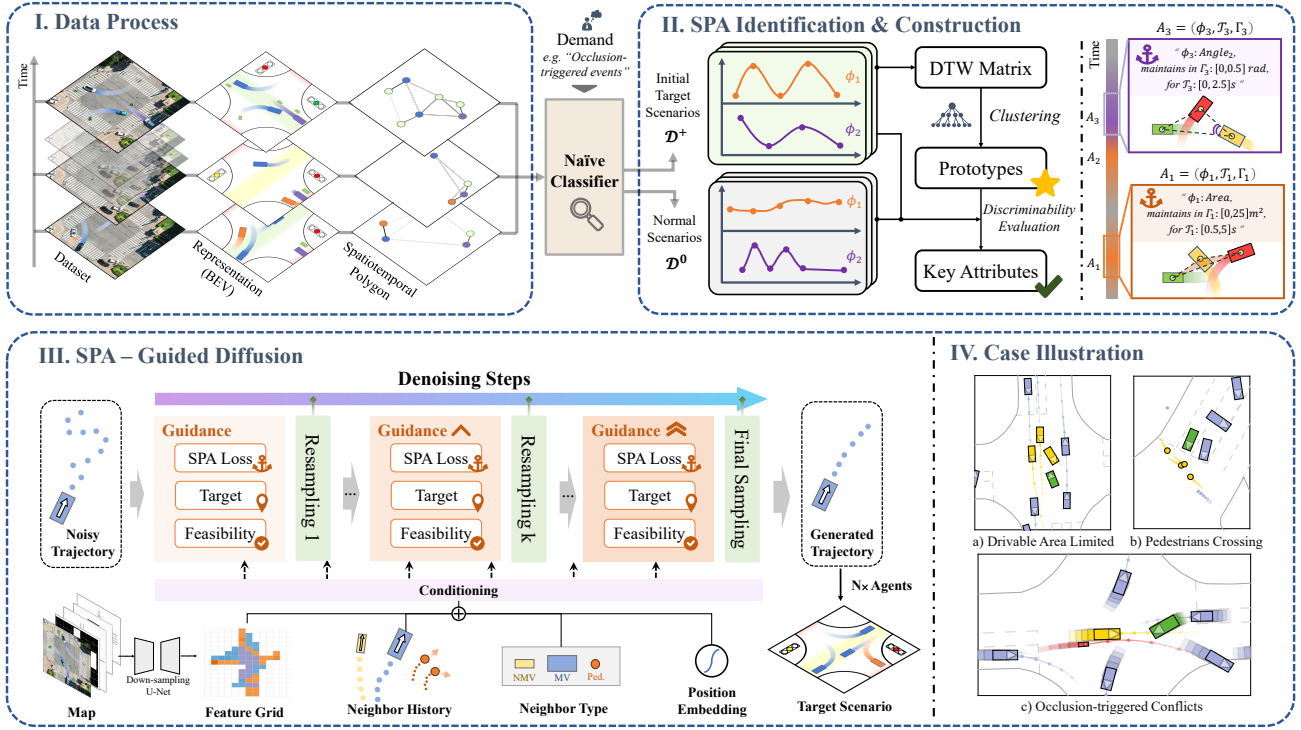 I. Data Process
Time
Dataset
Representation
(BEV)
Spatiotemporal
Polygon
Demand
e.g. "Occlusion-
triggered events"
Naïve
Classifier
Initial
Target
Scenarios
𝓓⁺
Normal
Scenarios
𝓓⁰
II. SPA Identification & Construction
ϕ₁
ϕ₂
ϕ₁
ϕ₂
DTW Matrix
Clustering
Prototypes
Discriminability
Evaluation
Key Attributes
Time
A₃
A₂
A₁
A₃ = (ϕ₃, 𝒯₃, Γ₃)
" ϕ₃: Angle₂,
maintains in Γ₃: [0,0.5] rad,
for 𝒯₃: [0, 2.5]s "
A₁ = (ϕ₁, 𝒯₁, Γ₁)
" ϕ₁: Area,
maintains in Γ₁: [0,25]m²,
for 𝒯₁: [0.5,5]s "
III. SPA – Guided Diffusion
Denoising Steps
Noisy
Trajectory
Guidance
SPA Loss
Target
Feasibility
Resampling 1
...
Guidance
SPA Loss
Target
Feasibility
Resampling k
...
Guidance
SPA Loss
Target
Feasibility
Final Sampling
Generated
Trajectory
Conditioning
N× Agents
Map
Down-sampling
U-Net
Feature Grid
Neighbor History
NMV
MV
Ped.
Neighbor Type
Position
Embedding
Target Scenario
IV. Case Illustration
a) Drivable Area Limited
b) Pedestrians Crossing
c) Occlusion-triggered Conflicts